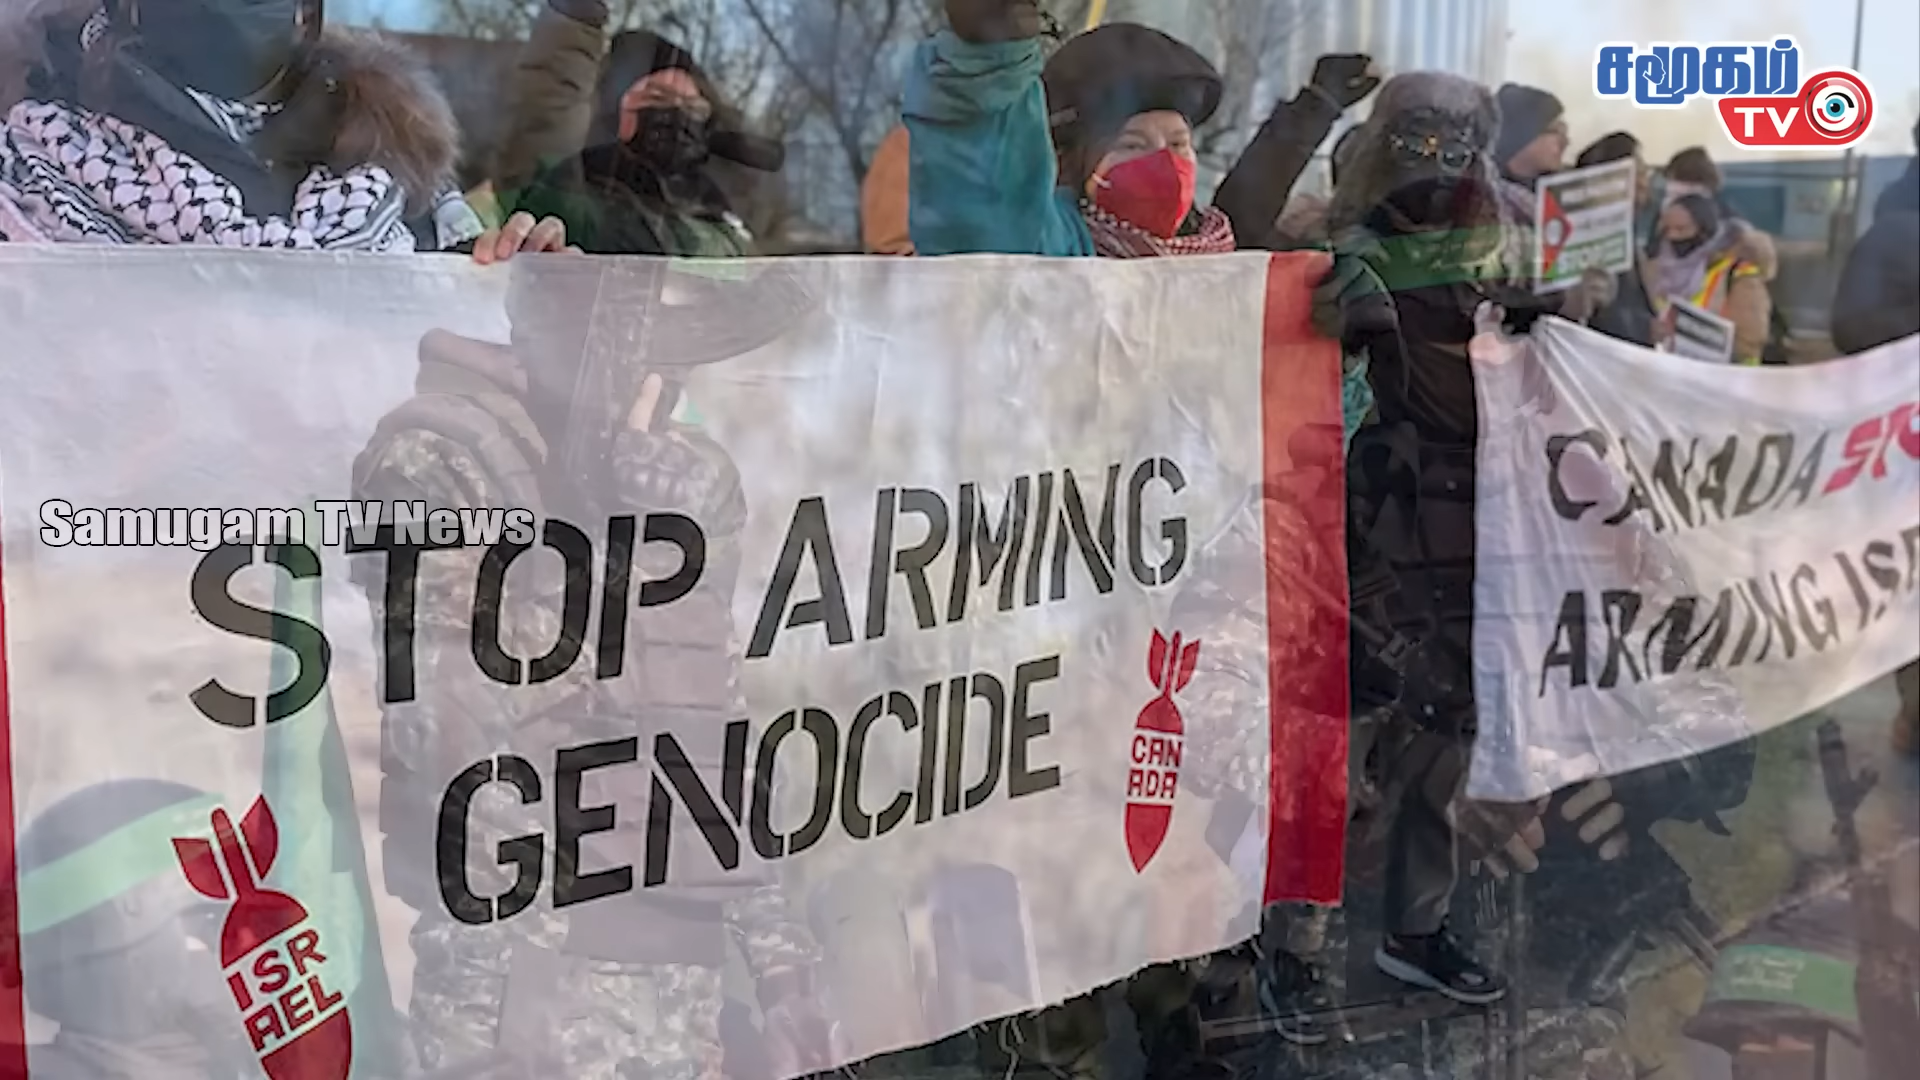 சமூகம்
TV
Samugam TV News
STOP ARMING
GENOCIDE
CAN
ADA
ISR
AEL
CANADA
ARMING